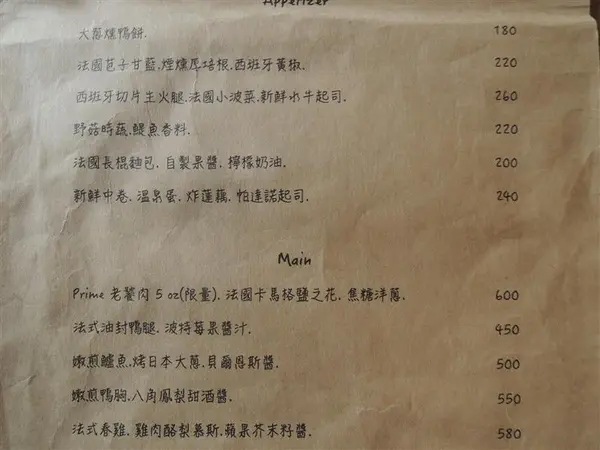 Appetizer
大蔥燻鴨餅. 180
法國苞子甘藍.煙燻厚培根.西班牙黃椒. 220
西班牙切片生火腿.法國小波菜.新鮮水牛起司. 260
野菇時蔬.鯷魚香料. 220
法國長棍麵包. 自製果醬. 檸檬奶油. 200
新鮮中卷. 溫泉蛋. 炸蓮藕. 帕達諾起司. 240
Main
Prime 老饕肉 5 oz(限量). 法國卡馬格鹽之花. 焦糖洋蔥. 600
法式油封鴨腿. 波特莓果醬汁. 450
嫩煎鱸魚.烤日本大蔥.貝爾恩斯醬. 500
嫩煎鴨胸.八角鳳梨甜酒醬. 550
法式春雞. 雞肉酪梨慕斯.蘋果芥末籽醬. 580